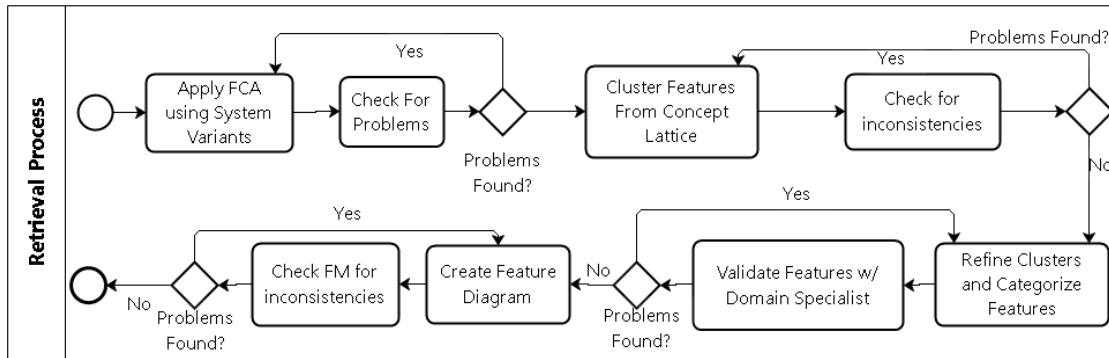 Retrieval Process
Apply FCA
using System
Variants
Yes
Check For
Problems
Problems
Found?
Cluster Features
From Concept
Lattice
Problems Found?
Yes
Check for
inconsistencies
No
Refine Clusters
and Categorize
Features
Yes
Validate Features w/
Domain Specialist
Problems
Found?
No
Create Feature
Diagram
Yes
Check FM for
inconsistencies
Problems
Found?
No